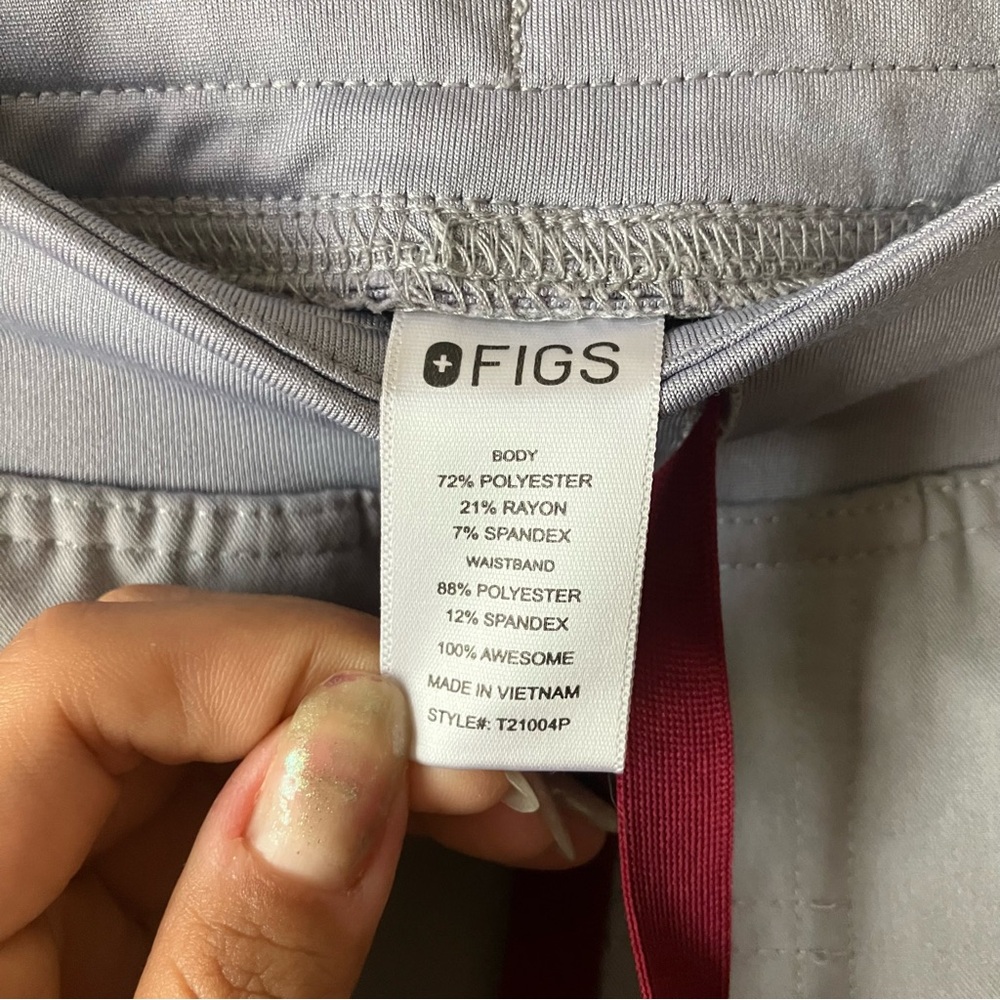 FIGS
BODY
72% POLYESTER
21% RAYON
7% SPANDEX
WAISTBAND
88% POLYESTER
12% SPANDEX
100% AWESOME
MADE IN VIETNAM
STYLE#: T21004P